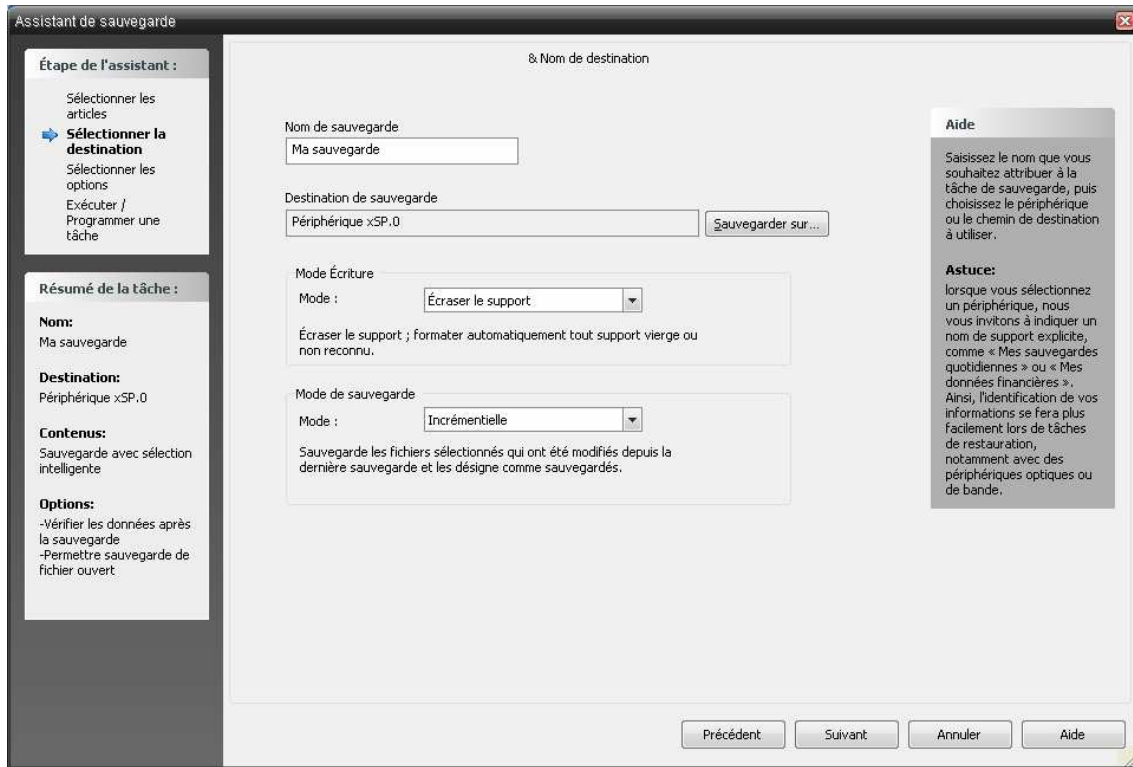 Assistant de sauvegarde
Étape de l'assistant :
Sélectionner les
articles
Sélectionner la
destination
Sélectionner les
options
Exécuter /
Programmer une
tâche
Résumé de la tâche :
Nom:
Ma sauvegarde
Destination:
Périphérique xSP.0
Contenus:
Sauvegarde avec sélection
intelligente
Options:
-Vérifier les données après
la sauvegarde
-Permettre sauvegarde de
fichier ouvert
& Nom de destination
Nom de sauvegarde
Ma sauvegarde
Destination de sauvegarde
Périphérique xSP.0
Sauvegarder sur...
Mode Écriture
Mode :
Écraser le support
Écraser le support ; formater automatiquement tout support vierge ou
non reconnu.
Mode de sauvegarde
Mode :
Incrémentielle
Sauvegarde les fichiers sélectionnés qui ont été modifiés depuis la
dernière sauvegarde et les désigne comme sauvegardés.
Aide
Saisissez le nom que vous
souhaitez attribuer à la
tâche de sauvegarde, puis
choisissez le périphérique
ou le chemin de destination
à utiliser.
Astuce:
lorsque vous sélectionnez
un périphérique, nous
vous invitons à indiquer un
nom de support explicite,
comme « Mes sauvegardes
quotidiennes » ou « Mes
données financières ».
Ainsi, l'identification de vos
informations se fera plus
facilement lors de tâches
de restauration,
notamment avec des
périphériques optiques ou
de bande.
Précédent
Suivant
Annuler
Aide